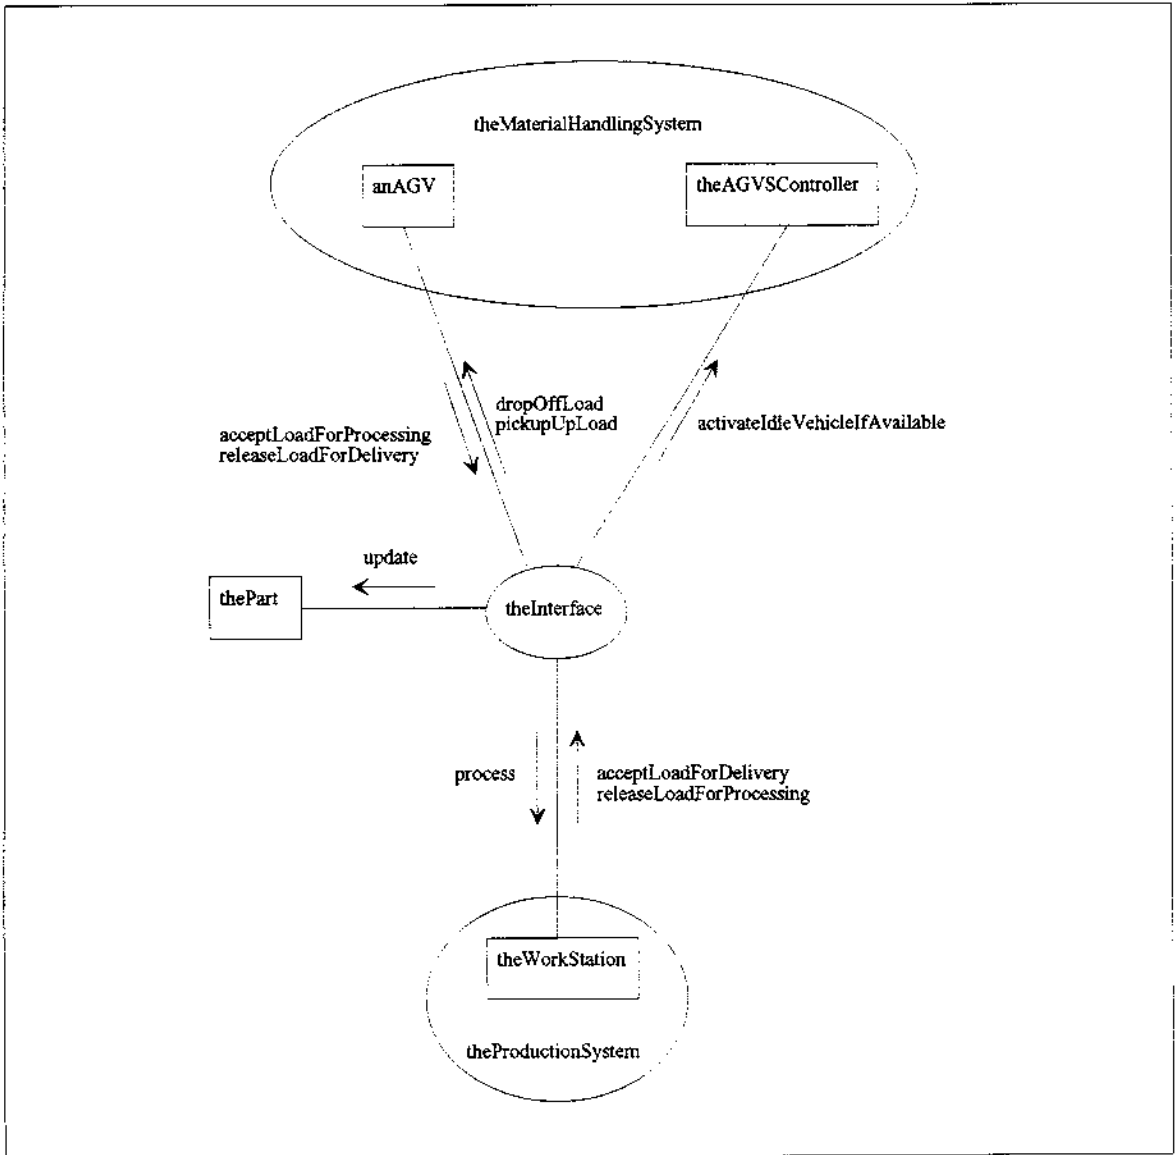 theMaterialHandlingSystem
anAGV
theAGVSController
dropOffLoad
pickupUpLoad
activateIdleVehicleIfAvailable
acceptLoadForProcessing
releaseLoadForDelivery
update
thePart
theInterface
process
acceptLoadForDelivery
releaseLoadForProcessing
theWorkStation
theProductionSystem